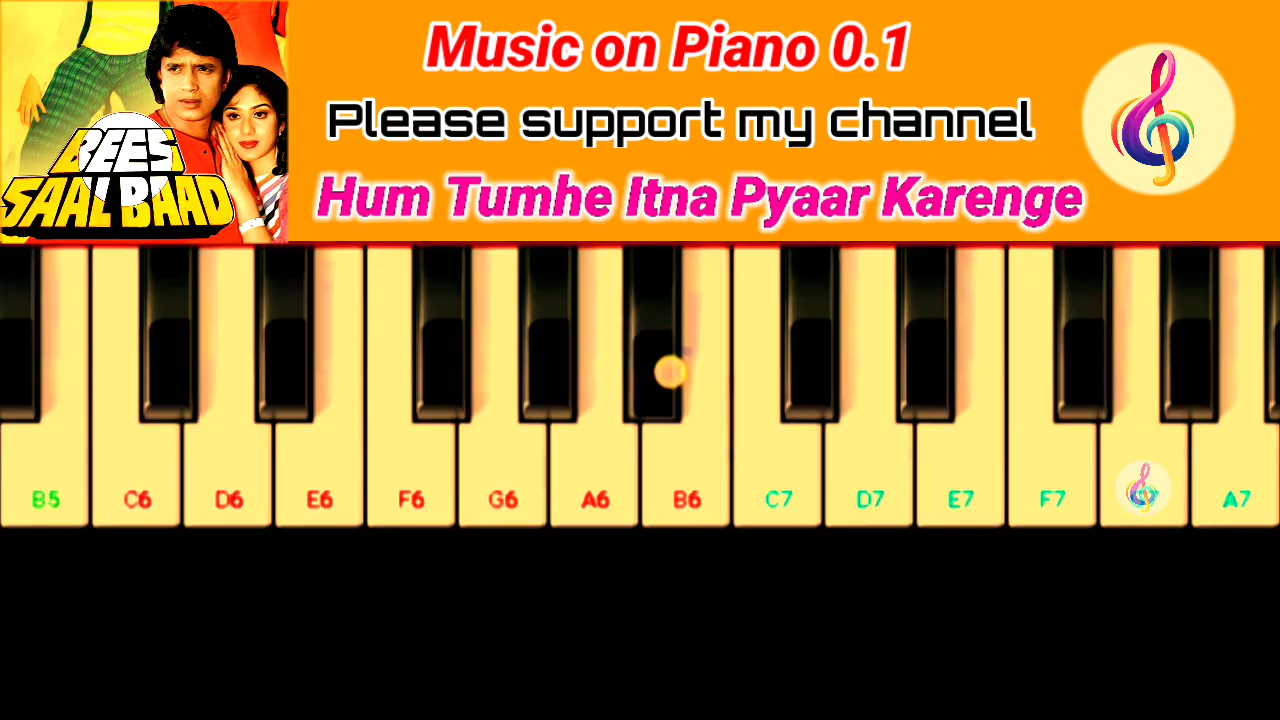 BEES
SAAL BAAD
Music on Piano 0.1
Please support my channel
Hum Tumhe Itna Pyaar Karenge
B5 C6 D6 E6 F6 G6 A6 B6 C7 D7 E7 F7 A7